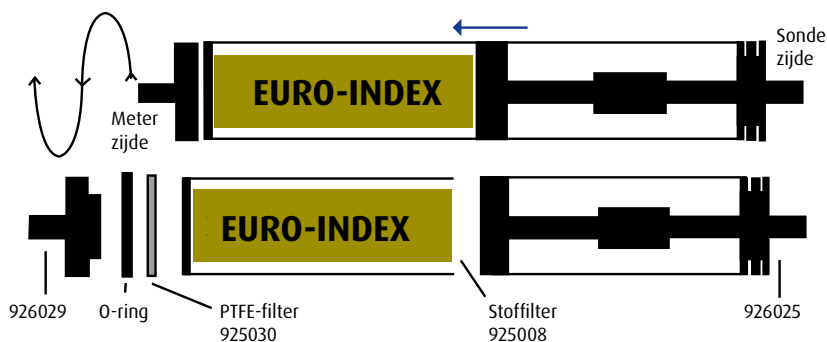 Sonde
zijde
EURO-INDEX
Meter
zijde
EURO-INDEX
926029
O-ring
PTFE-filter
925030
Stoffilter
925008
926025